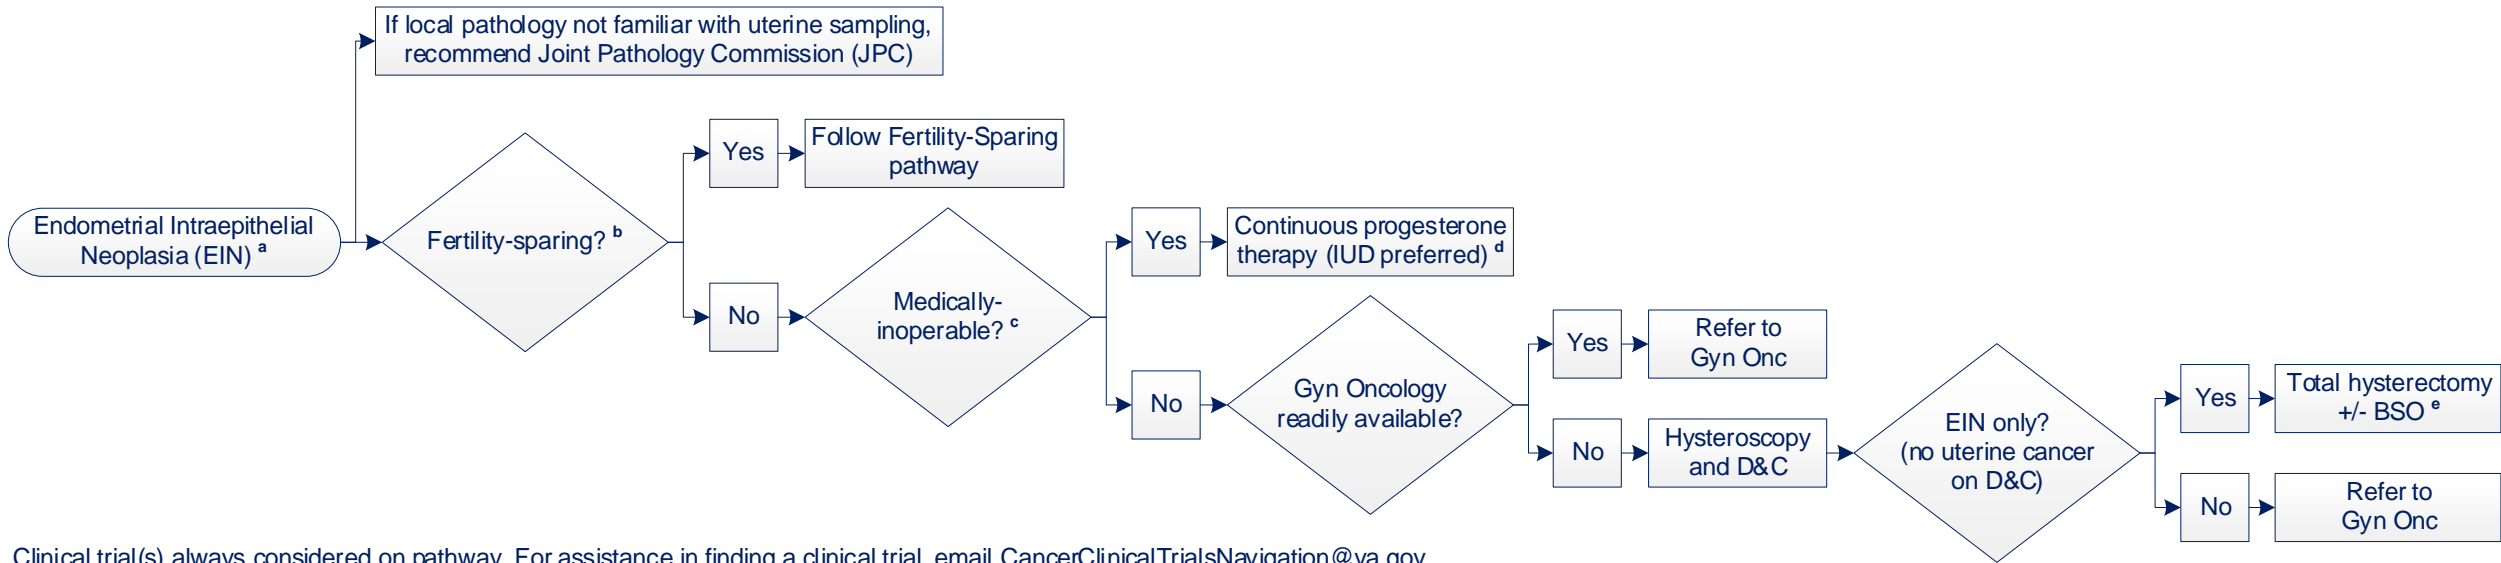 If local pathology not familiar with uterine sampling,
recommend Joint Pathology Commission (JPC)
Endometrial Intraepithelial
Neoplasia (EIN) a
Fertility-sparing? b
Yes
Follow Fertility-Sparing
pathway
No
Medically-
inoperable? c
Yes
Continuous progesterone
therapy (IUD preferred) d
No
Gyn Oncology
readily available?
Yes
Refer to
Gyn Onc
No
Hysteroscopy
and D&C
EIN only?
(no uterine cancer
on D&C)
Yes
Total hysterectomy
+/- BSO e
No
Refer to
Gyn Onc
Clinical trial(s) always considered on pathway. For assistance in finding a clinical trial, email CancerClinicalTrialsNavigation@va.gov